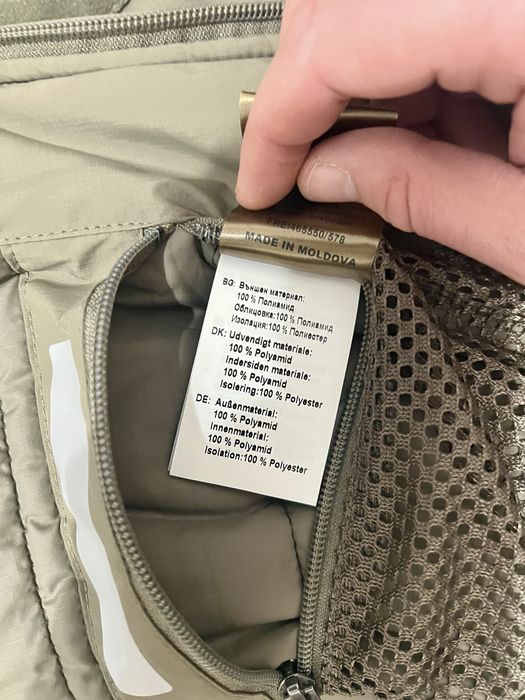 FREI465550/578
MADE IN MOLDOVA
BG: Външен материал:
100 % Полиамид
Облицовка:100 % Полиамид
Изолация:100 % Полиестер
DK: Udvendigt materiale:
100 % Polyamid
Indersiden materiale:
100 % Polyamid
Isolering:100 % Polyester
DE: Außenmaterial:
100 % Polyamid
Innenmaterial:
100 % Polyamid
Isolation:100 % Polyester